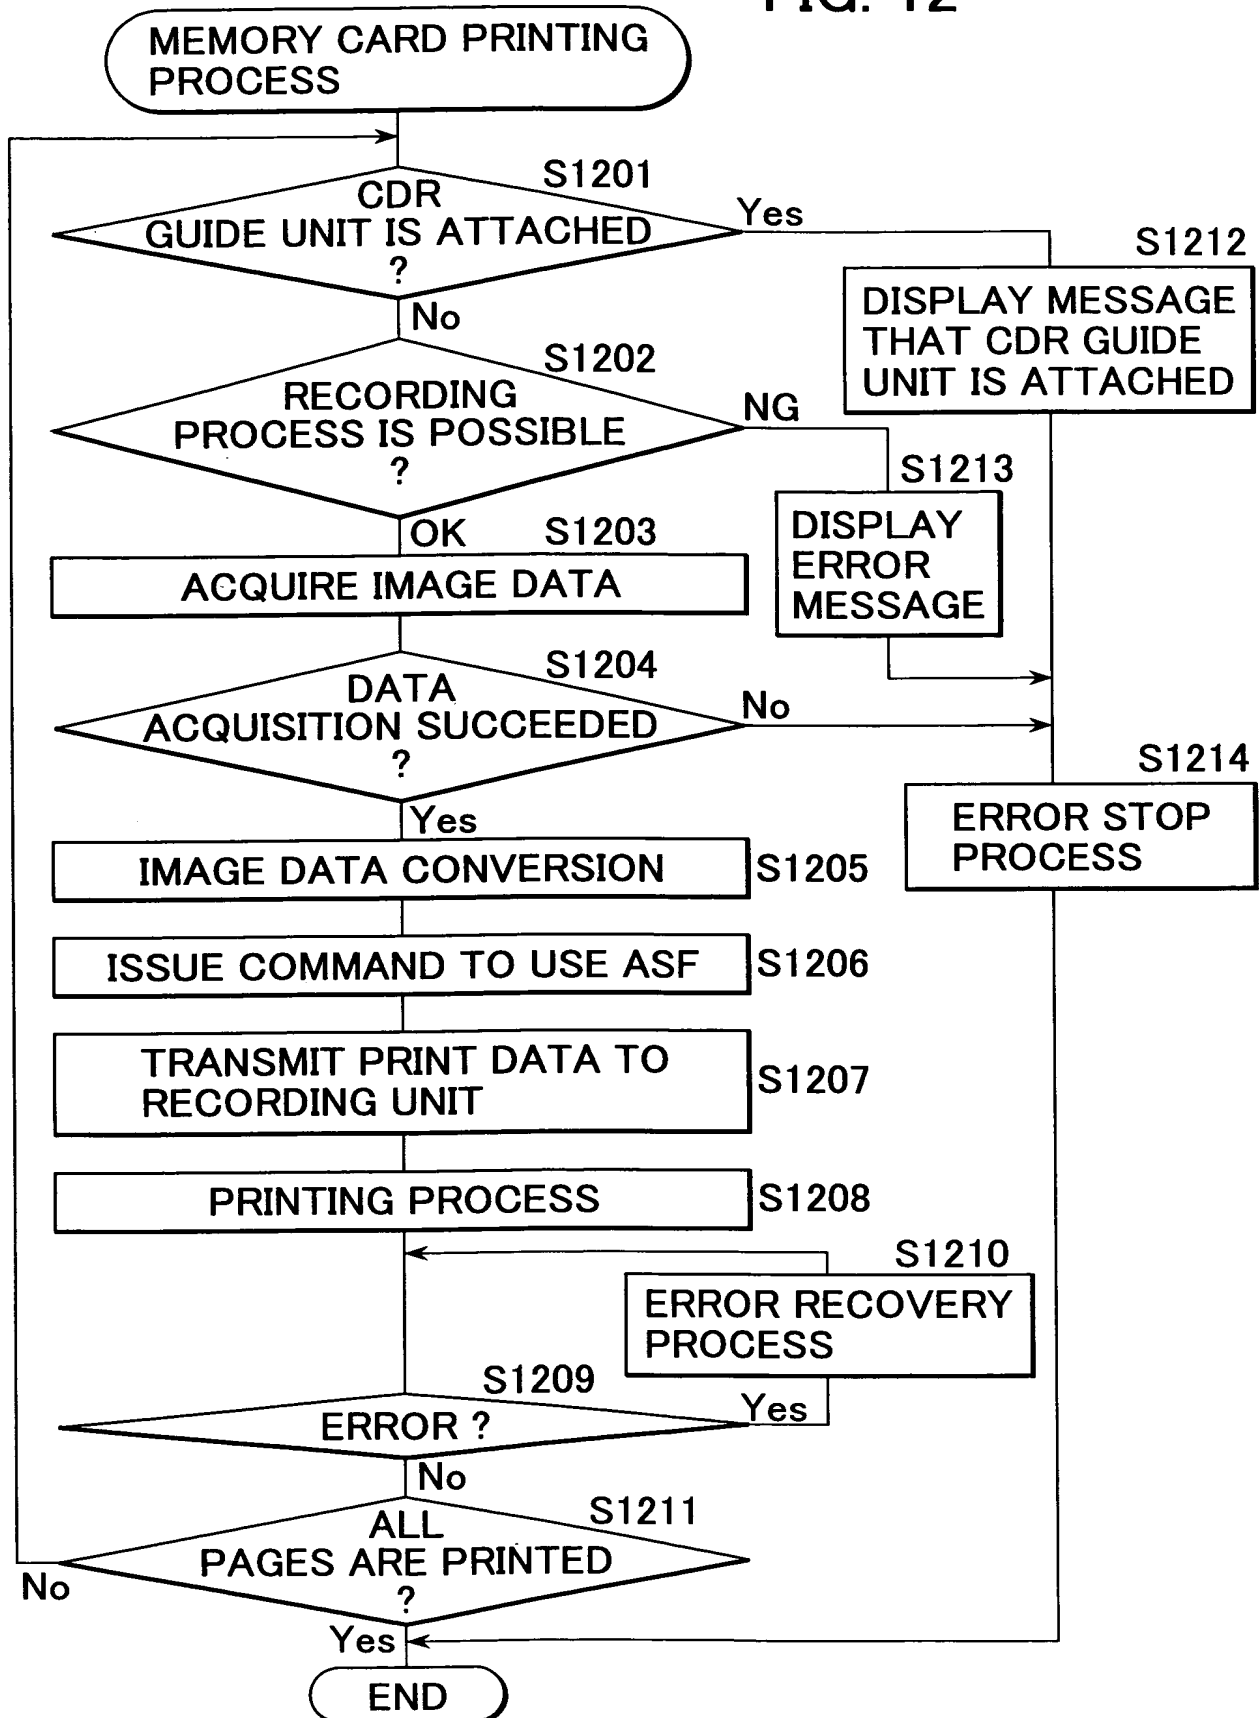 FIG. 12
MEMORY CARD PRINTING
PROCESS
S1201
CDR
GUIDE UNIT IS ATTACHED
?
Yes
No
S1212
DISPLAY MESSAGE
THAT CDR GUIDE
UNIT IS ATTACHED
S1202
RECORDING
PROCESS IS POSSIBLE
?
NG
OK
S1213
DISPLAY
ERROR
MESSAGE
S1203
ACQUIRE IMAGE DATA
S1204
DATA
ACQUISITION SUCCEEDED
?
No
Yes
S1214
ERROR STOP
PROCESS
IMAGE DATA CONVERSION
S1205
ISSUE COMMAND TO USE ASF
S1206
TRANSMIT PRINT DATA TO
RECORDING UNIT
S1207
PRINTING PROCESS
S1208
S1210
ERROR RECOVERY
PROCESS
S1209
ERROR ?
Yes
No
S1211
ALL
PAGES ARE PRINTED
?
No
Yes
END